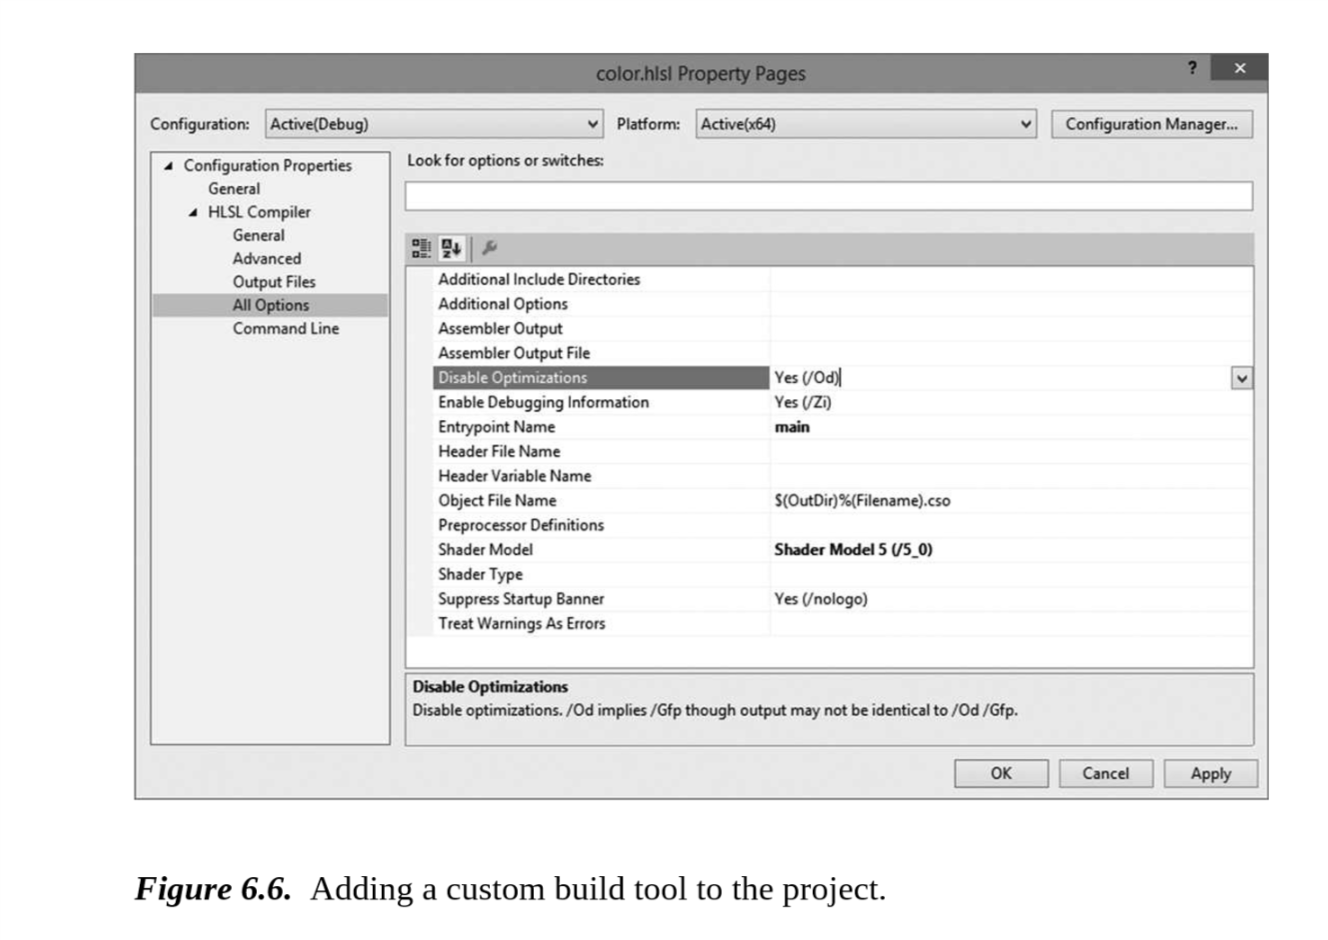 color.hlsl Property Pages
? ×
Configuration: Active(Debug) Platform: Active(x64) Configuration Manager...
Configuration Properties
General
HLSL Compiler
General
Advanced
Output Files
All Options
Command Line
Look for options or switches:
Additional Include Directories
Additional Options
Assembler Output
Assembler Output File
Disable Optimizations Yes (/Od)
Enable Debugging Information Yes (/Zi)
Entrypoint Name main
Header File Name
Header Variable Name
Object File Name $(OutDir)%(Filename).cso
Preprocessor Definitions
Shader Model Shader Model 5 (/5_0)
Shader Type
Suppress Startup Banner Yes (/nologo)
Treat Warnings As Errors
Disable Optimizations
Disable optimizations. /Od implies /Gfp though output may not be identical to /Od /Gfp.
OK Cancel Apply
Figure 6.6. Adding a custom build tool to the project.